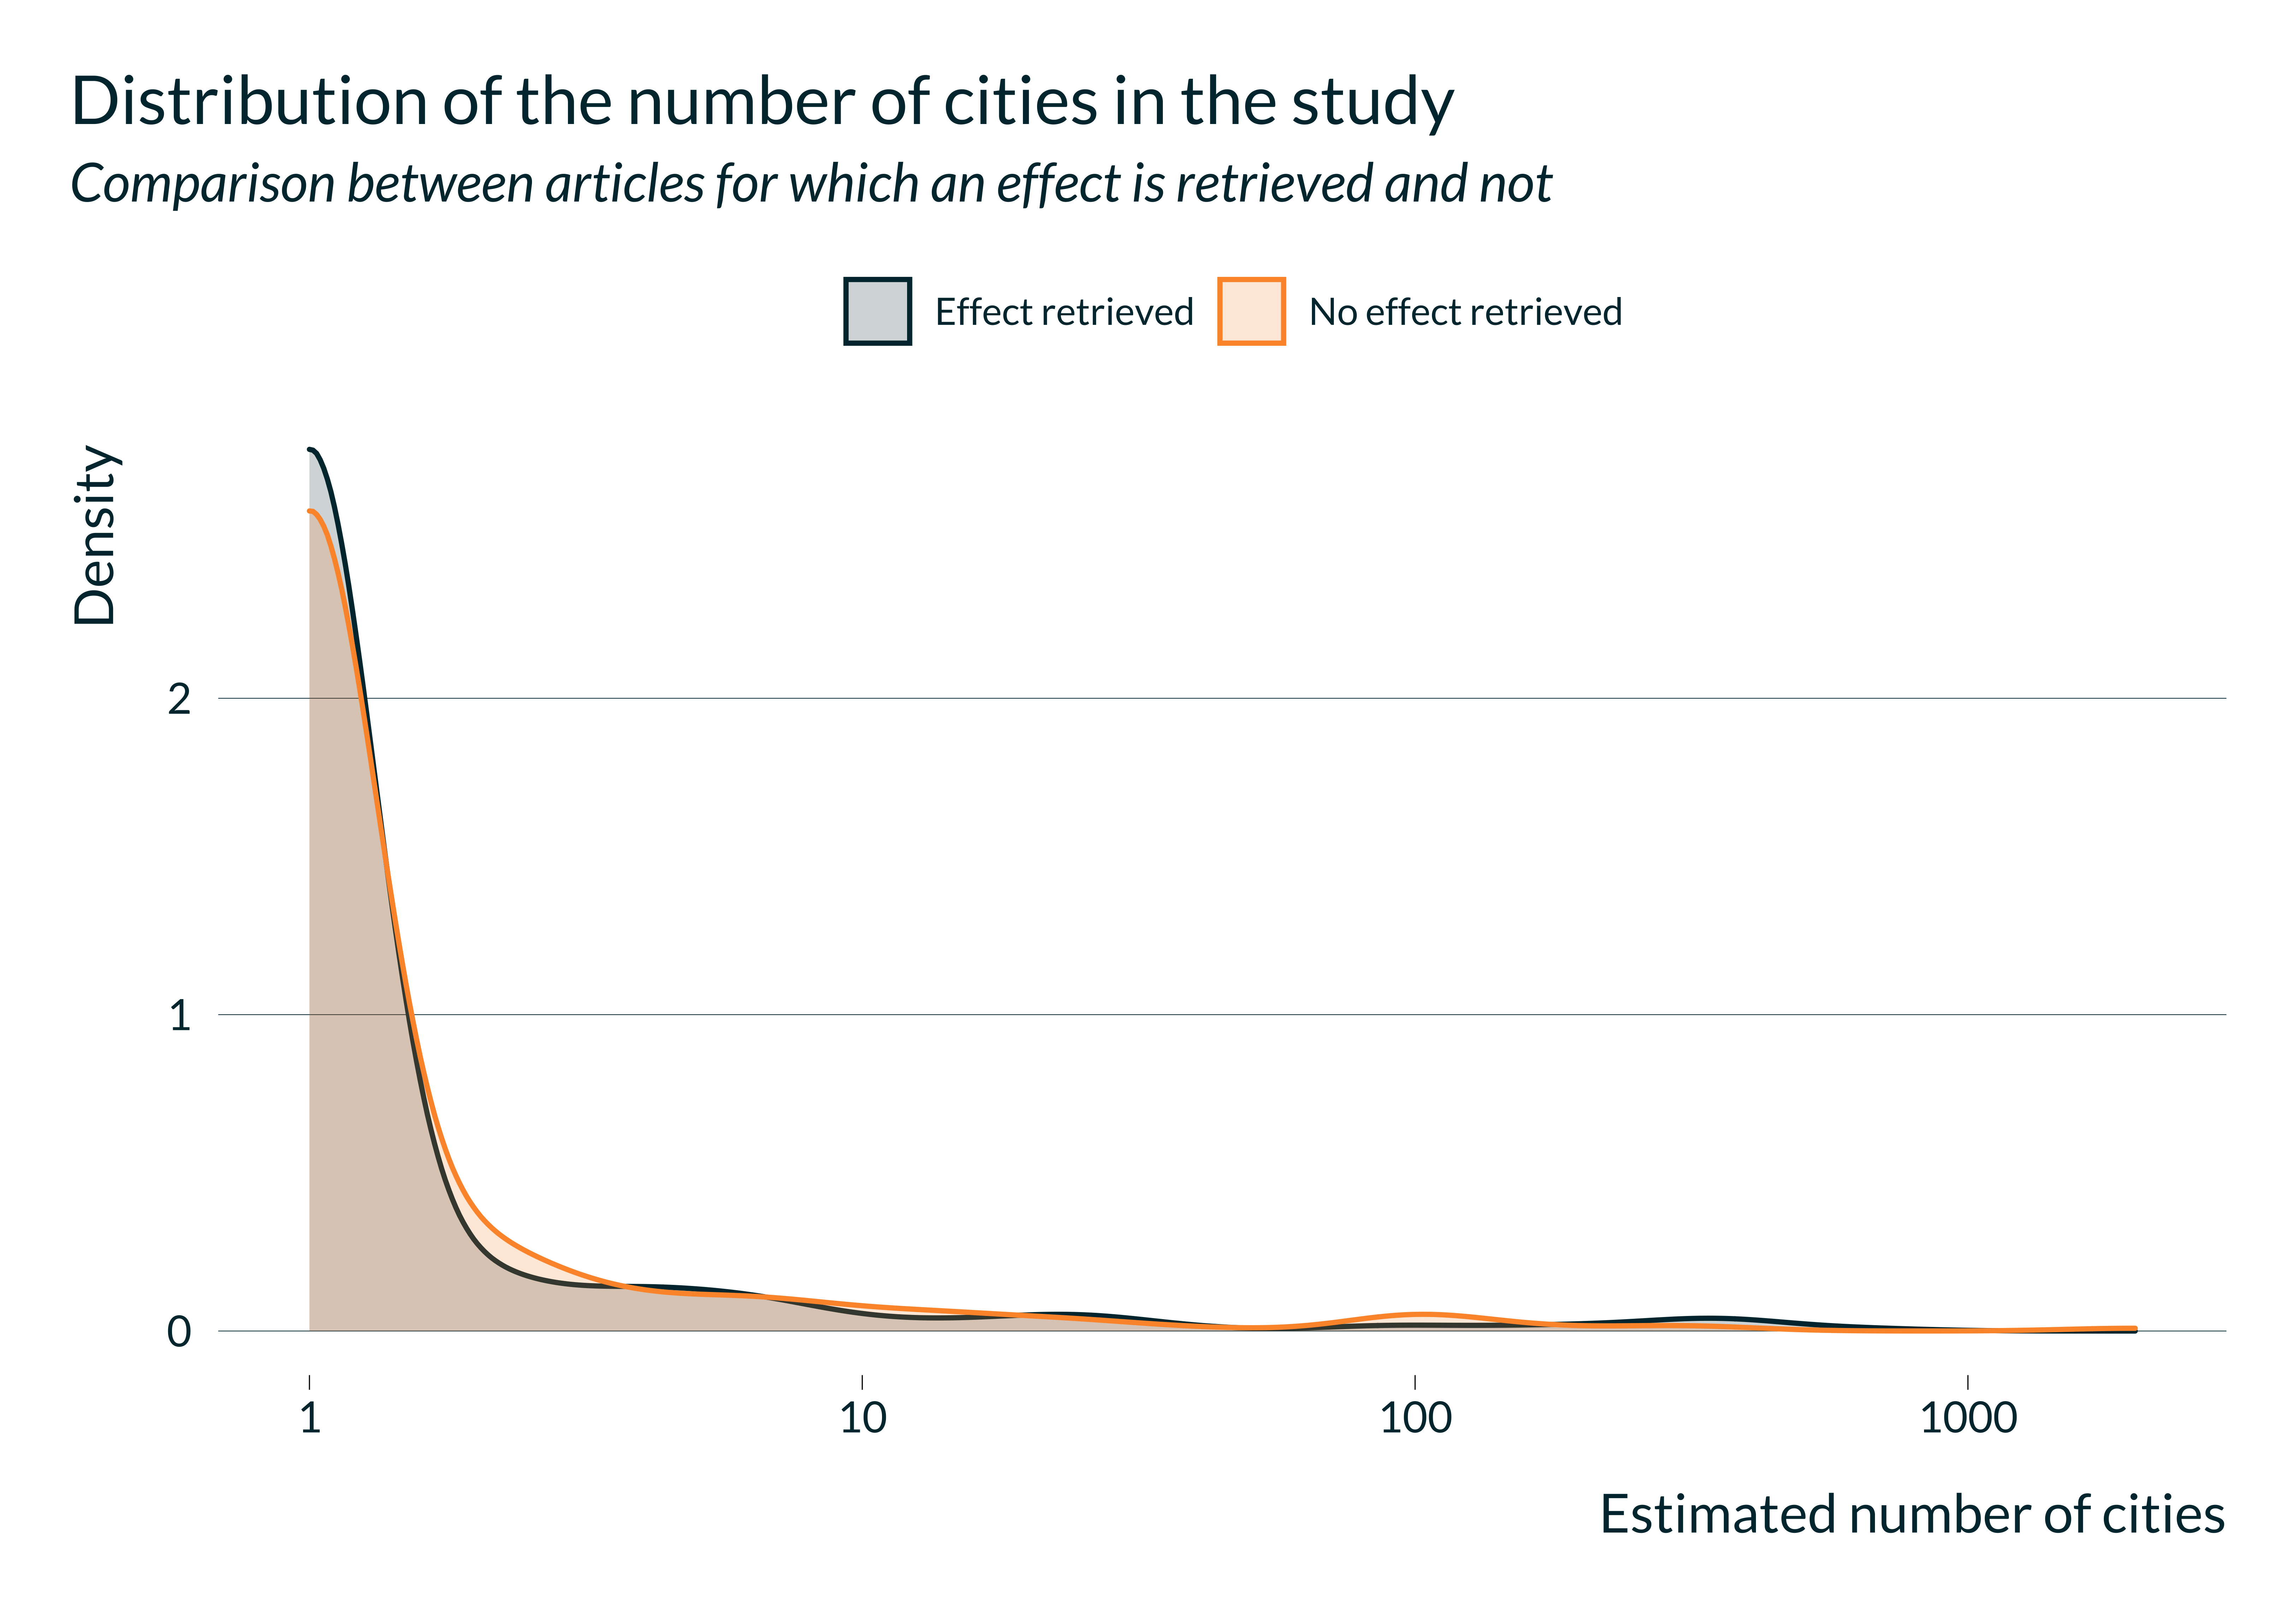 Distribution of the number of cities in the study
Comparison between articles for which an effect is retrieved and not
Effect retrieved No effect retrieved
Density
2
1
0
1 10 100 1000
Estimated number of cities